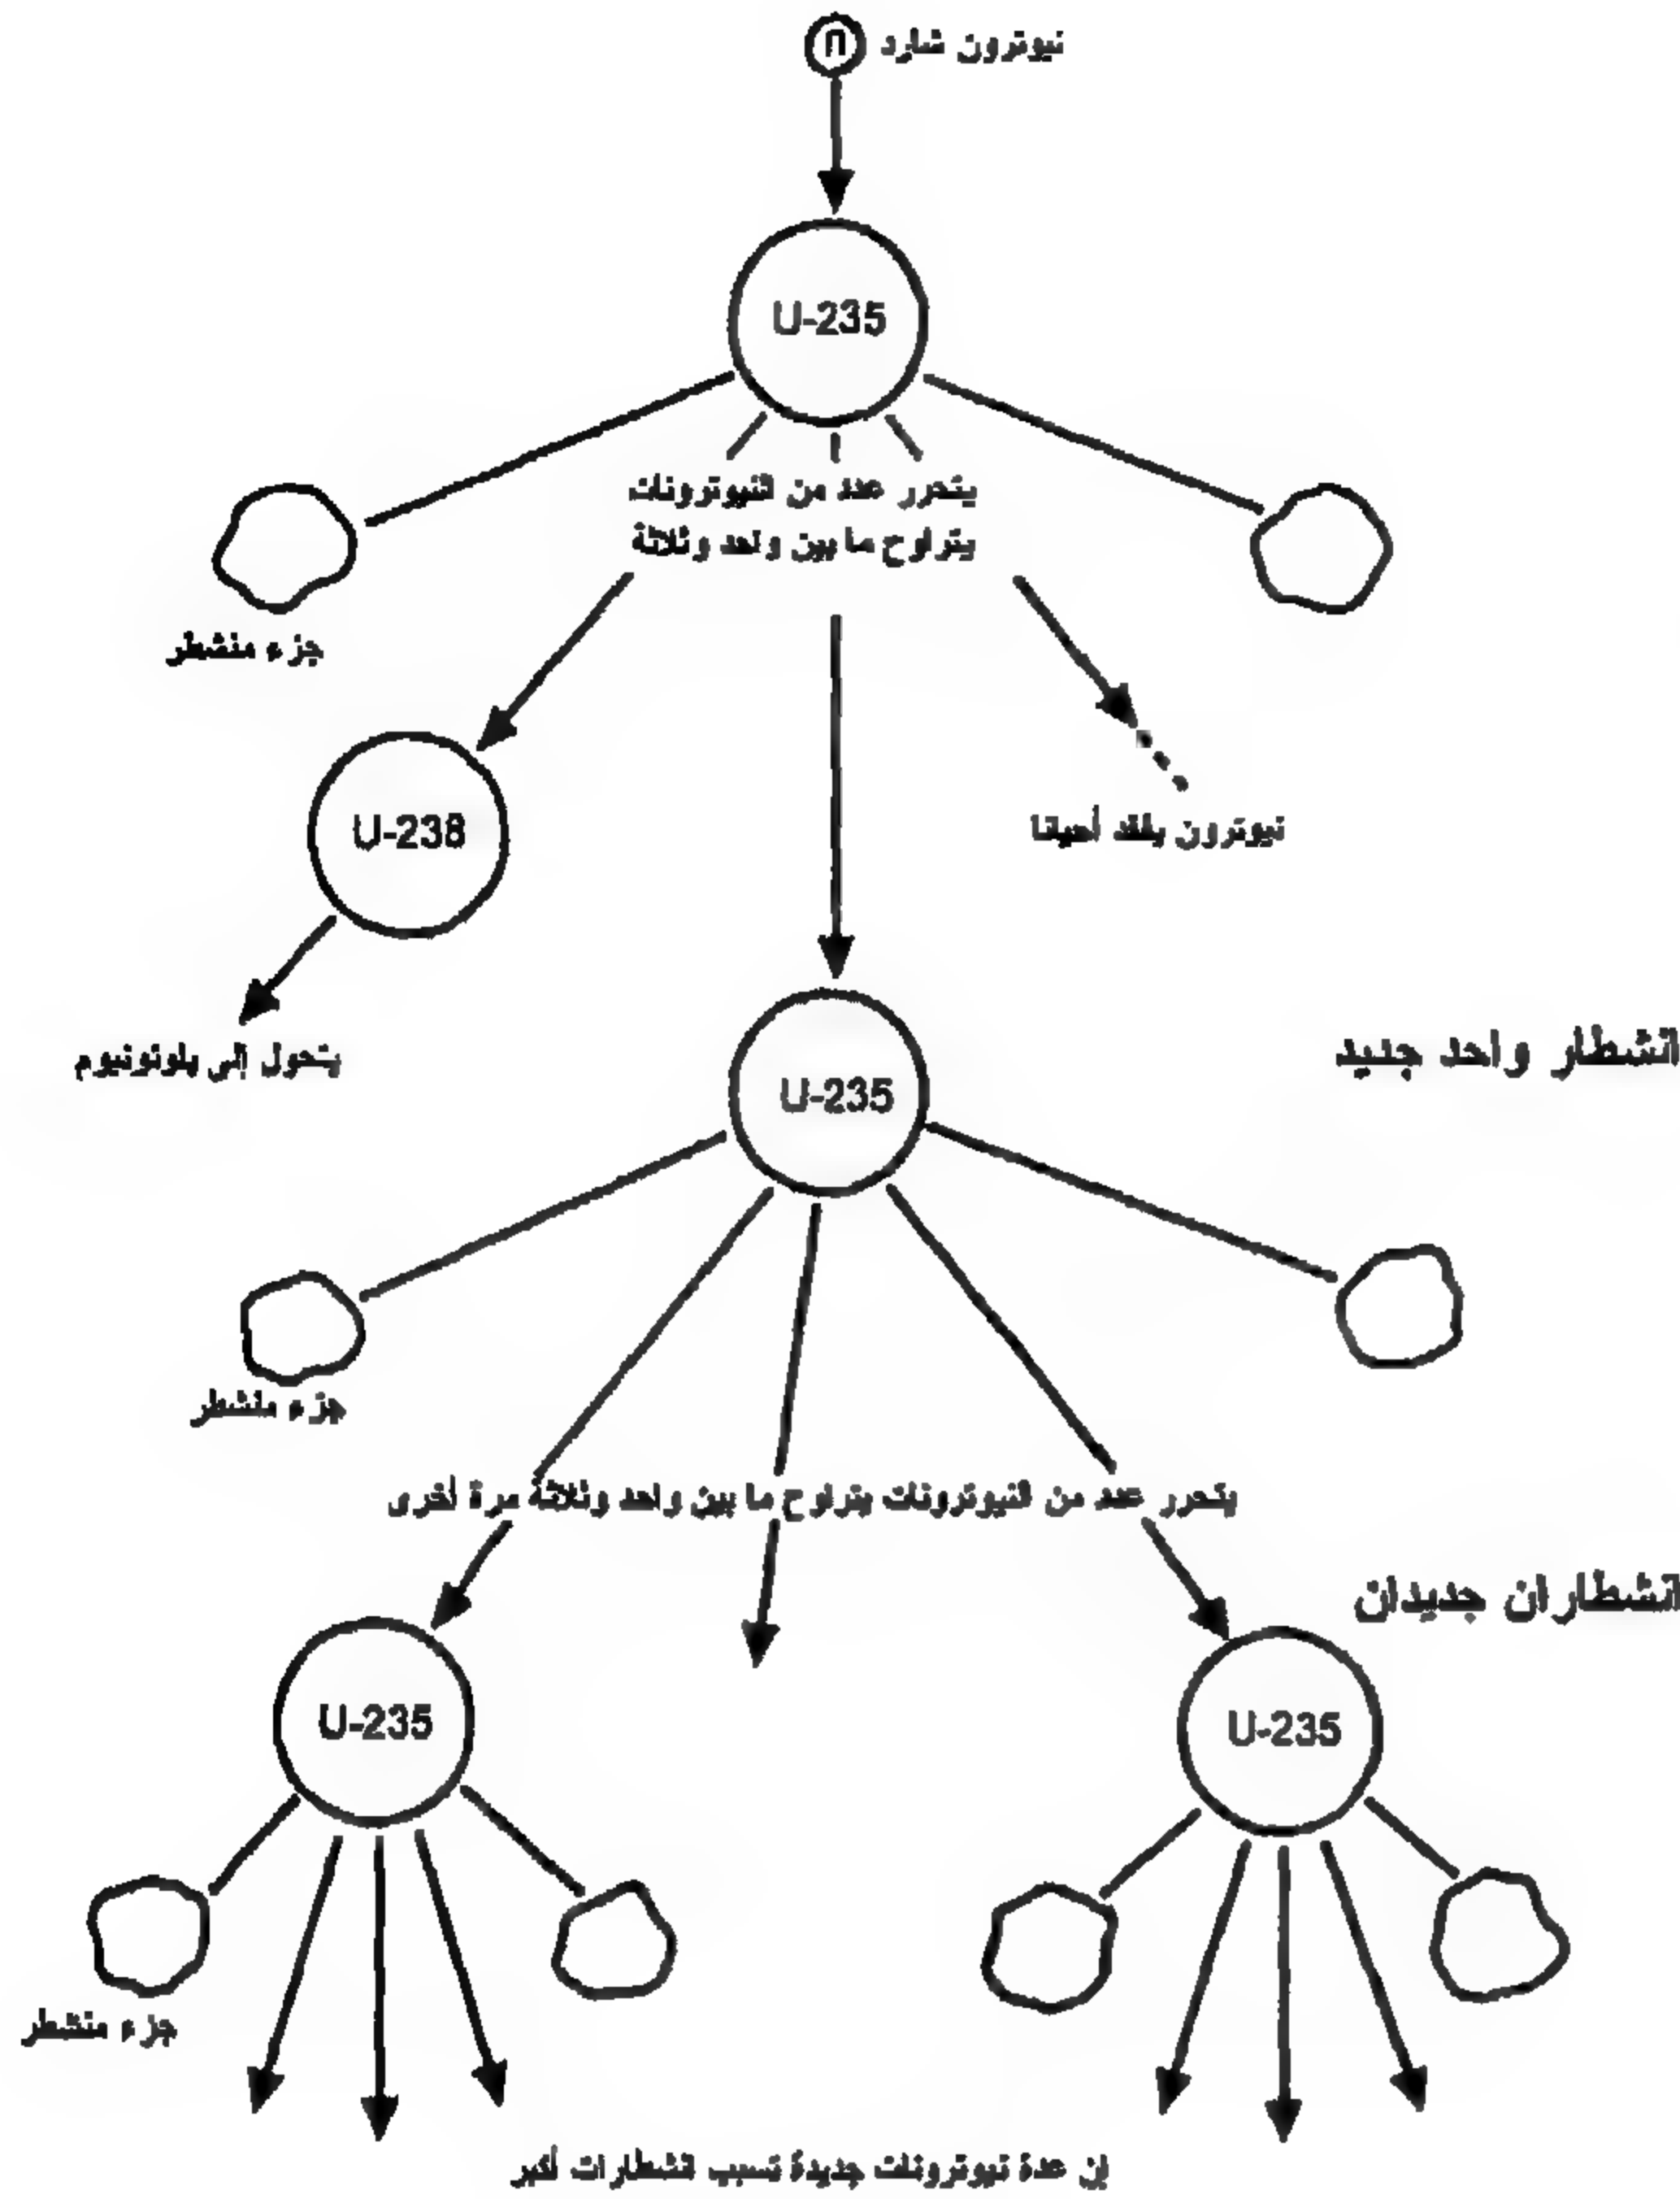 n نيوترون شارد
U-235
يتحرر عدد من النيوترونات
يتراوح ما بين واحد وثلاثة
جزء منشطر
U-238
نيوترون يفقد أحيانا
يتحول إلى بلوتونيوم
U-235
انشطار واحد جديد
جزء منشطر
يتحرر عدد من النيوترونات يتراوح ما بين واحد وثلاثة مرة أخرى
انشطاران جديدان
U-235
U-235
جزء منشطر
إن عدة نيوترونات جديدة تسبب انشطارات أكبر